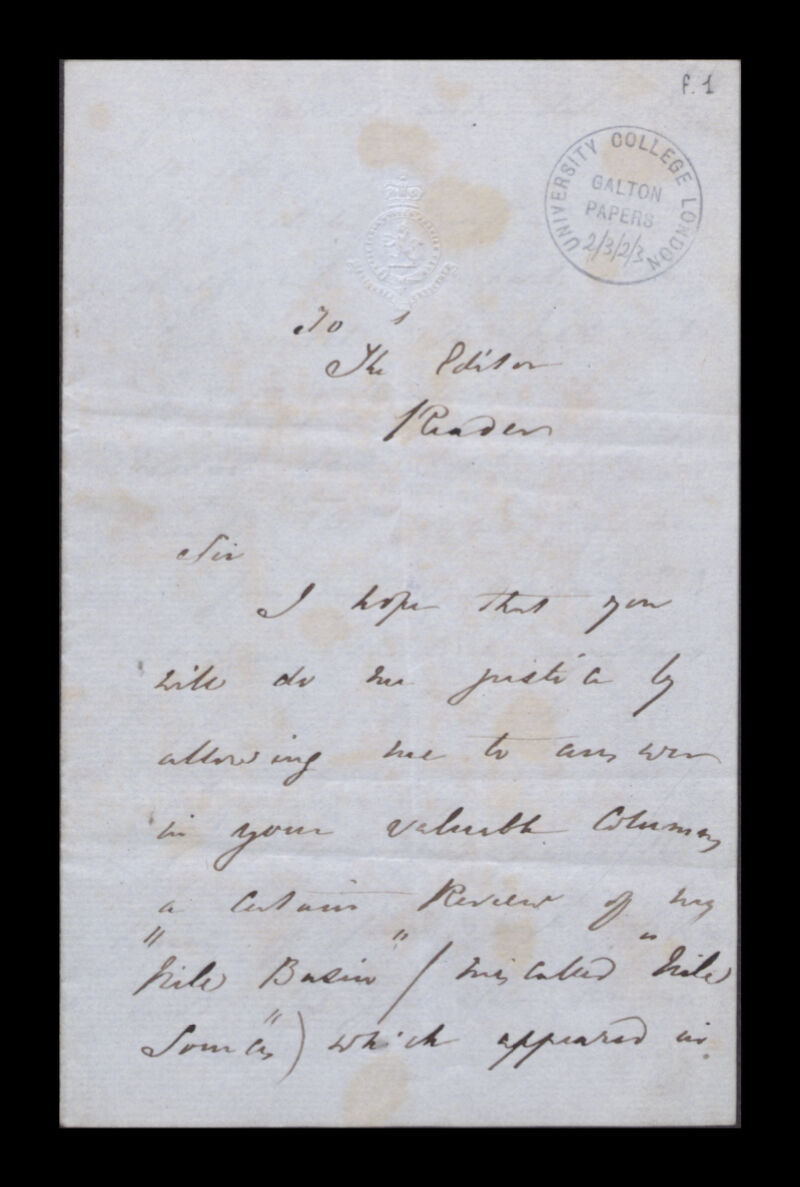 f.1
UNIVERSITY COLLEGE LONDON
GALTON
PAPERS
2/3/2/3
To
The Editor
Reader
Sir
I hope that you
will do me justice by
allowing me to answer
in your valuable Columns
a certain Review of my
"Nile Basin" (miscalled "Nile
Sources") which appeared in